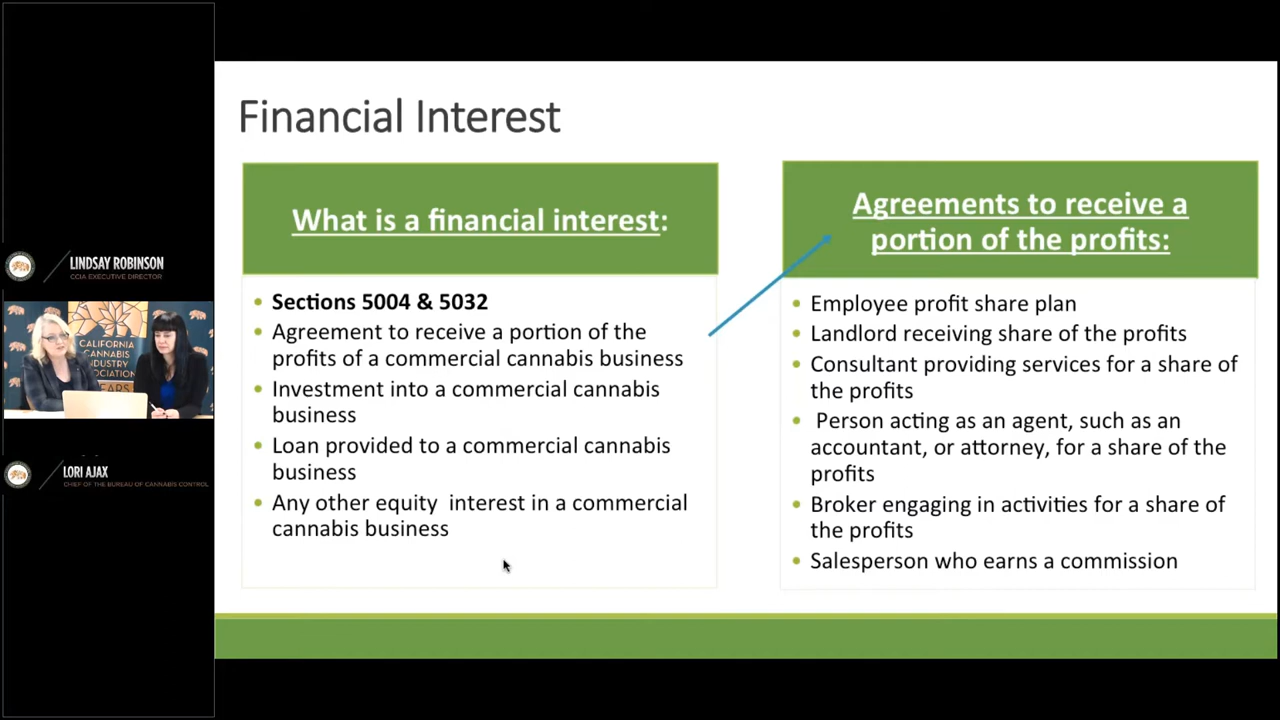 Financial Interest
What is a financial interest:
Sections 5004 & 5032
Agreement to receive a portion of the
profits of a commercial cannabis business
Investment into a commercial cannabis
business
Loan provided to a commercial cannabis
business
Any other equity interest in a commercial
cannabis business
Agreements to receive a
portion of the profits:
Employee profit share plan
Landlord receiving share of the profits
Consultant providing services for a share of
the profits
Person acting as an agent, such as an
accountant, or attorney, for a share of the
profits
Broker engaging in activities for a share of
the profits
Salesperson who earns a commission
LINDSAY ROBINSON
CCIA EXECUTIVE DIRECTOR
CALIFORNIA
CANNABIS
INDUSTRY
ASSOCIATION
LORI AJAX
CHIEF OF THE BUREAU OF CANNABIS CONTROL